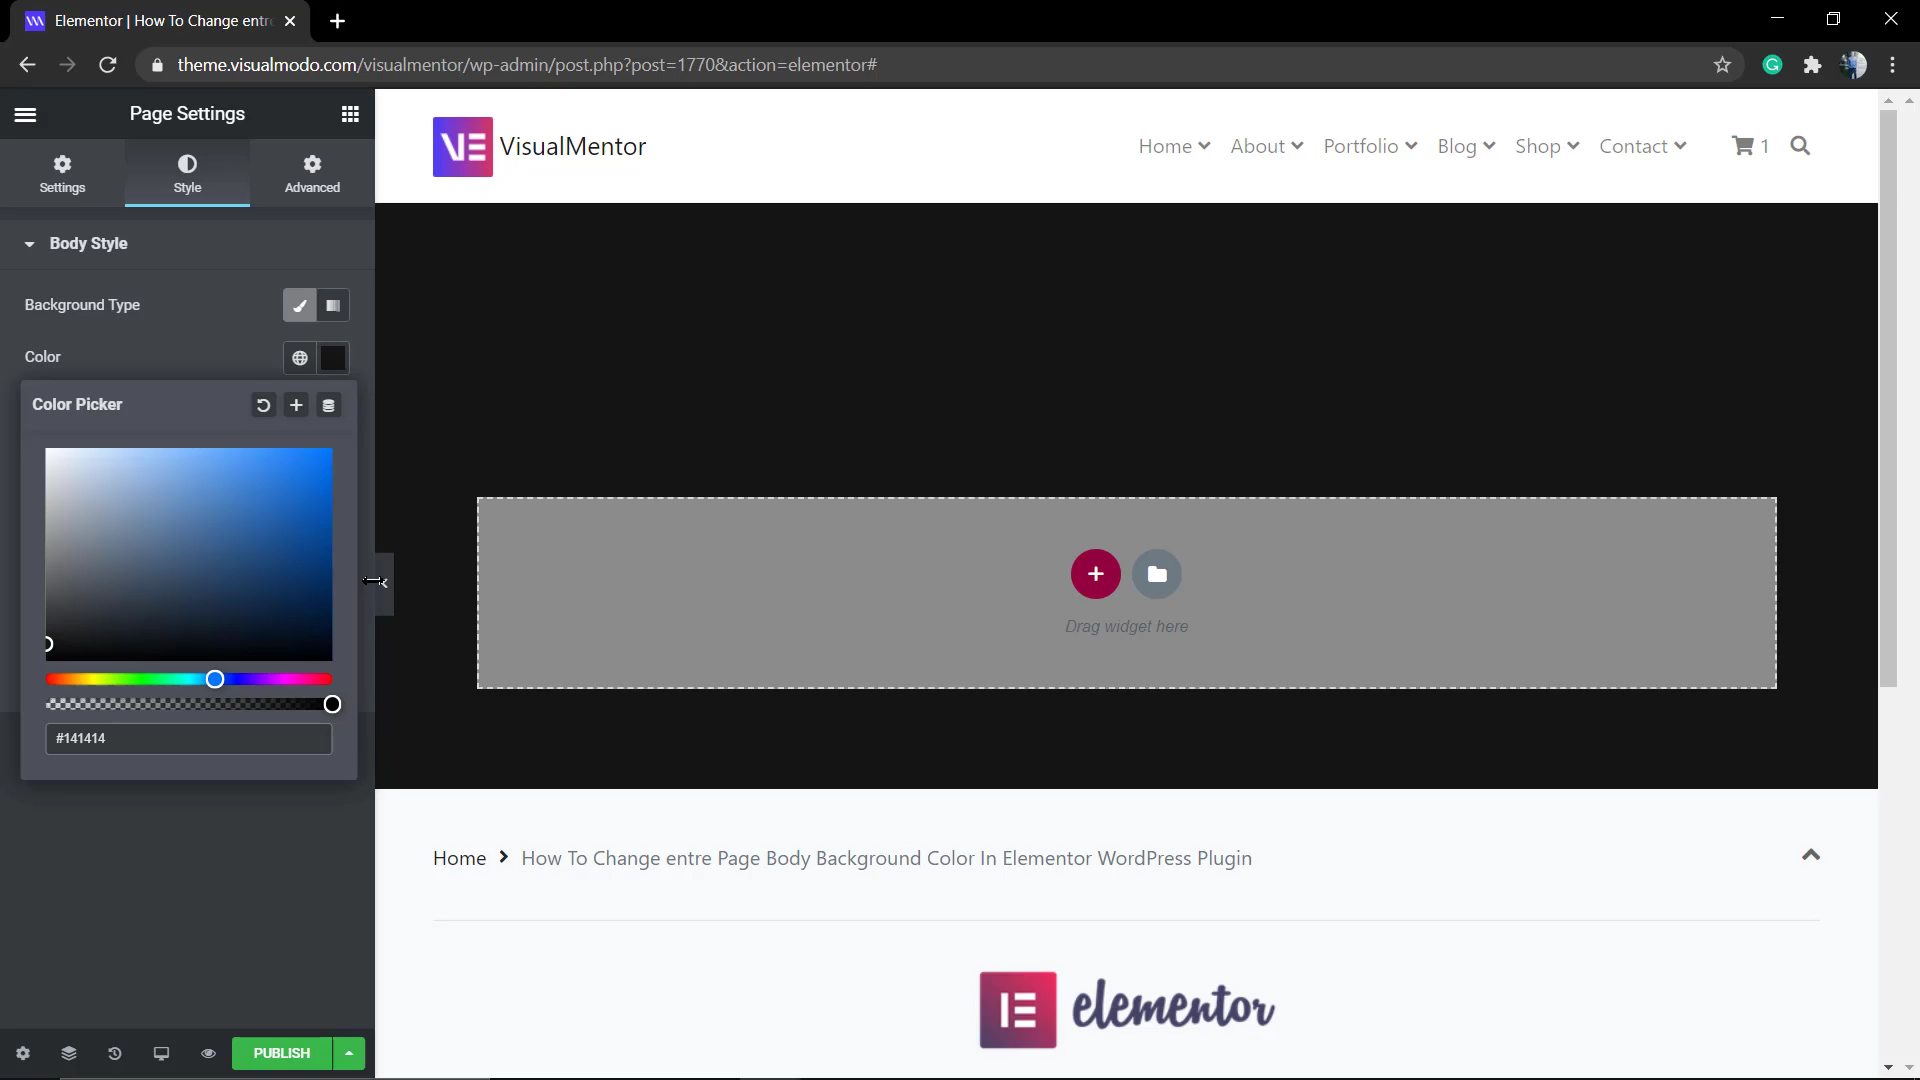 Elementor | How To Change entre
theme.visualmodo.com/visualmentor/wp-admin/post.php?post=1770&action=elementor#
Page Settings
Settings
Style
Advanced
Body Style
Background Type
Color
Color Picker
#141414
PUBLISH
VE VisualMentor
Home
About
Portfolio
Blog
Shop
Contact
1
Drag widget here
Home
How To Change entre Page Body Background Color In Elementor WordPress Plugin
elementor